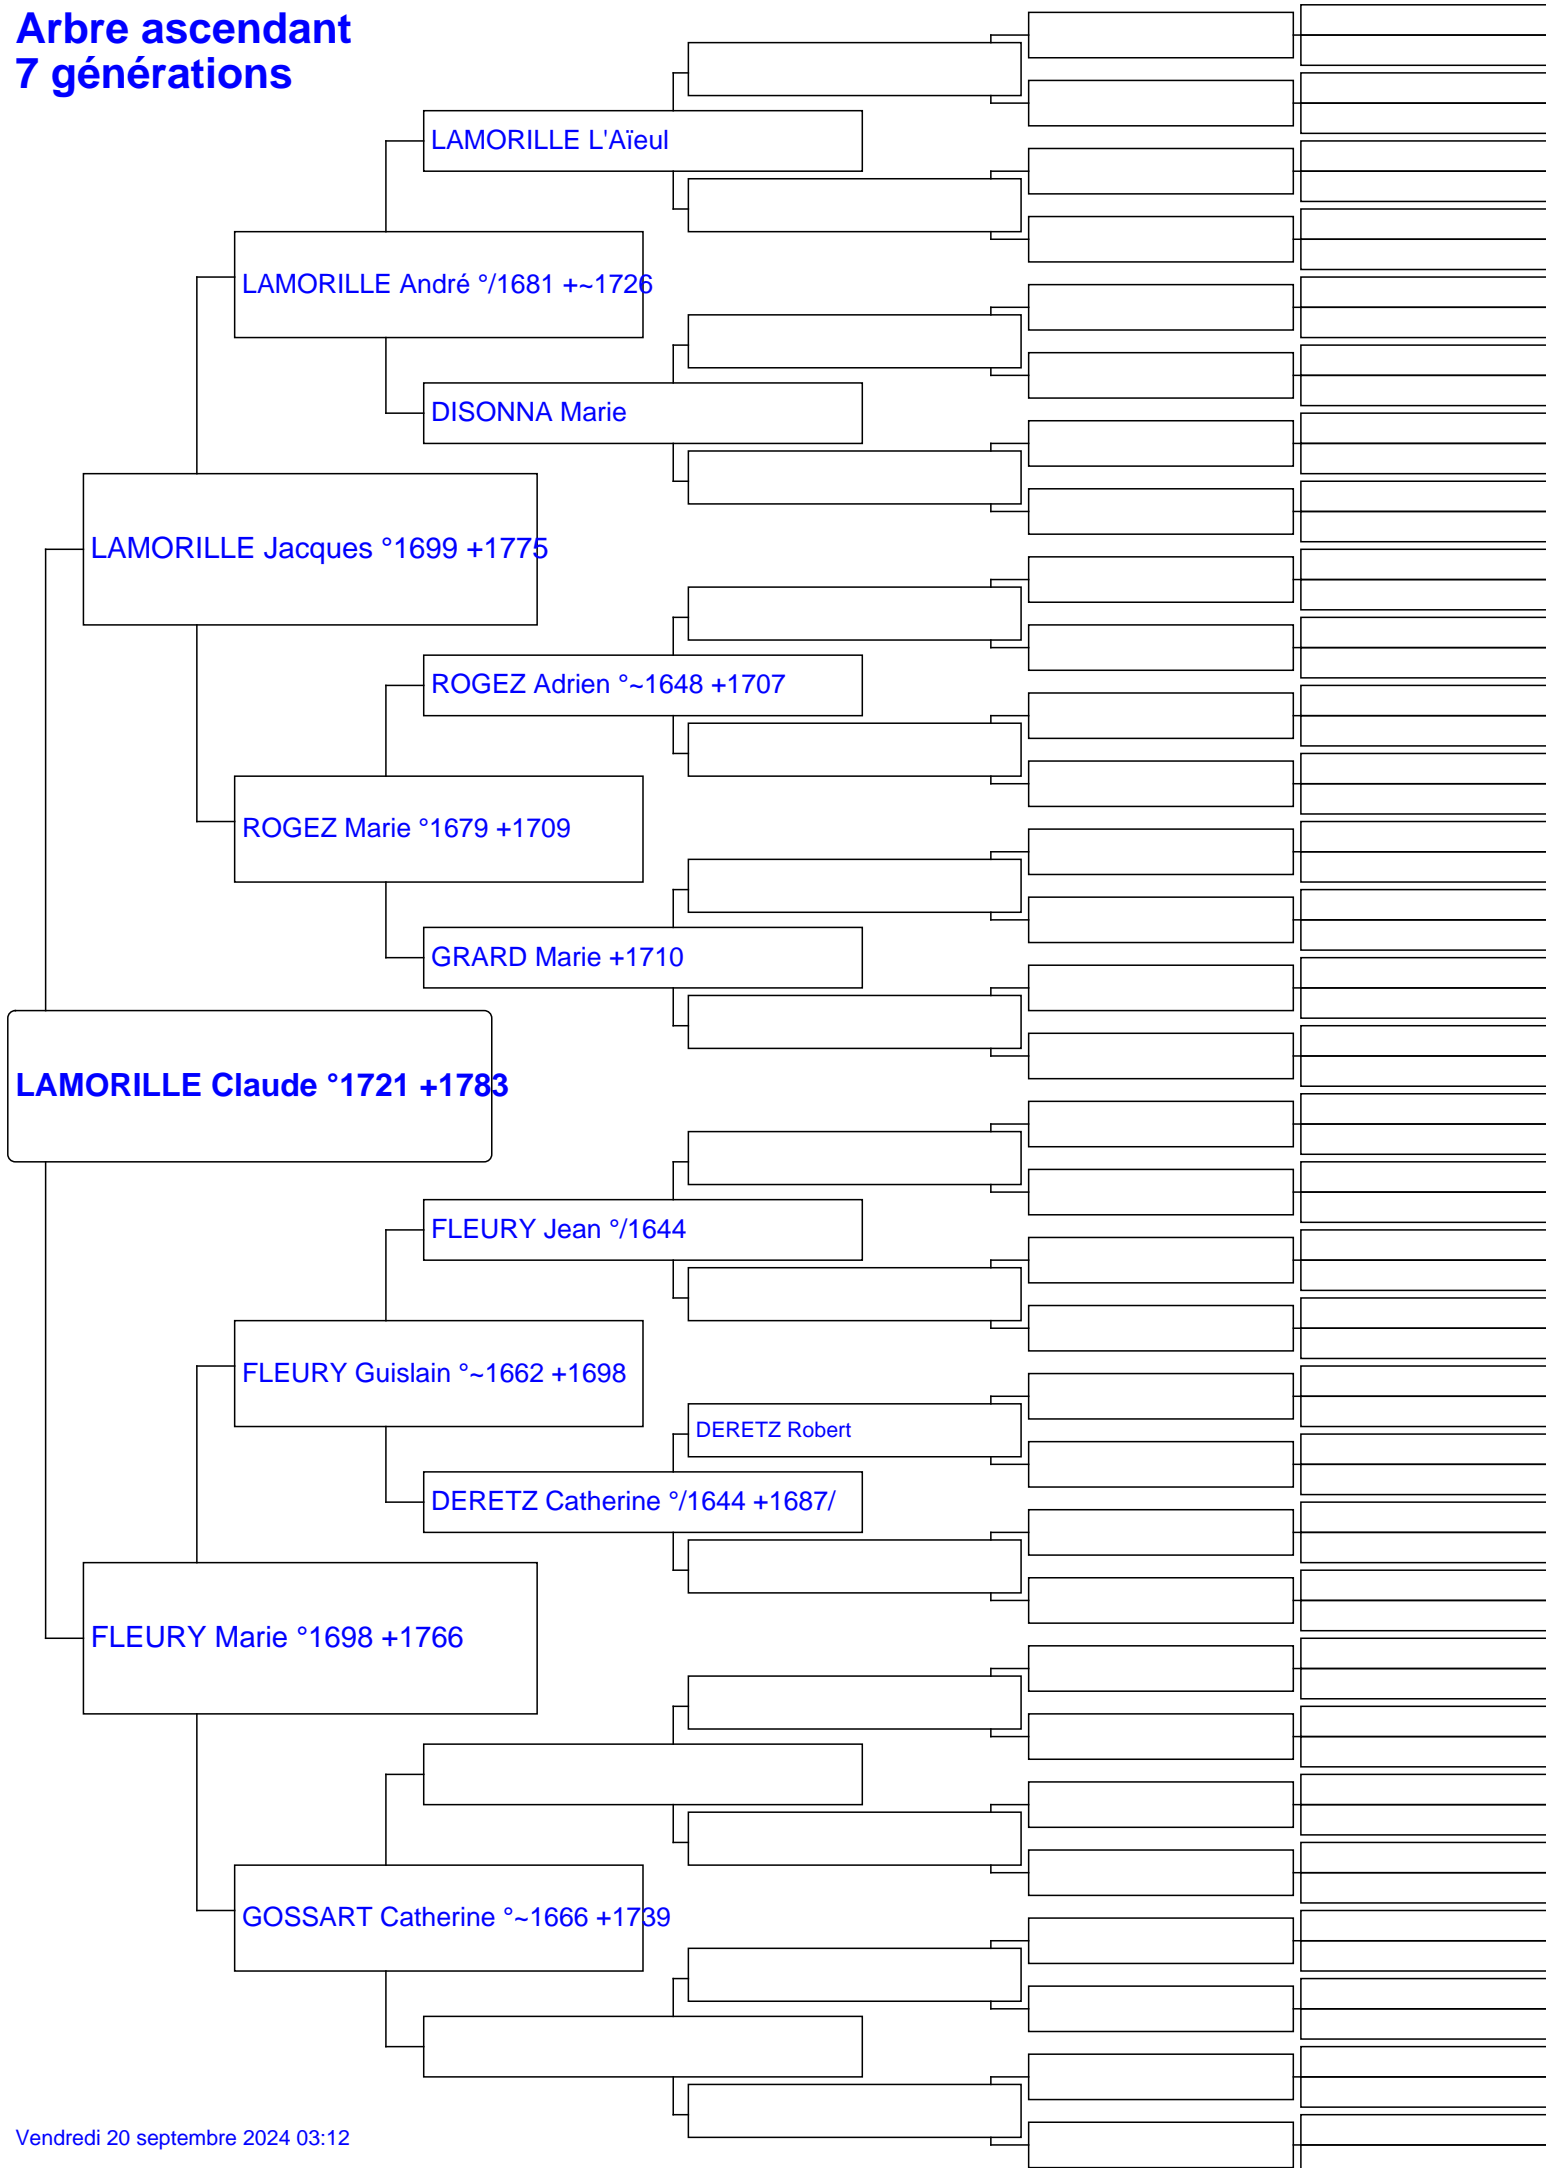 Arbre ascendant
7 générations
LAMORILLE L'Aïeul
LAMORILLE André °/1681 +~1726
DISONNA Marie
LAMORILLE Jacques °1699 +1775
ROGEZ Adrien °~1648 +1707
ROGEZ Marie °1679 +1709
GRARD Marie +1710
LAMORILLE Claude °1721 +1783
FLEURY Jean °/1644
FLEURY Guislain °~1662 +1698
DERETZ Robert
DERETZ Catherine °/1644 +1687/
FLEURY Marie °1698 +1766
GOSSART Catherine °~1666 +1739
Vendredi 20 septembre 2024 03:12